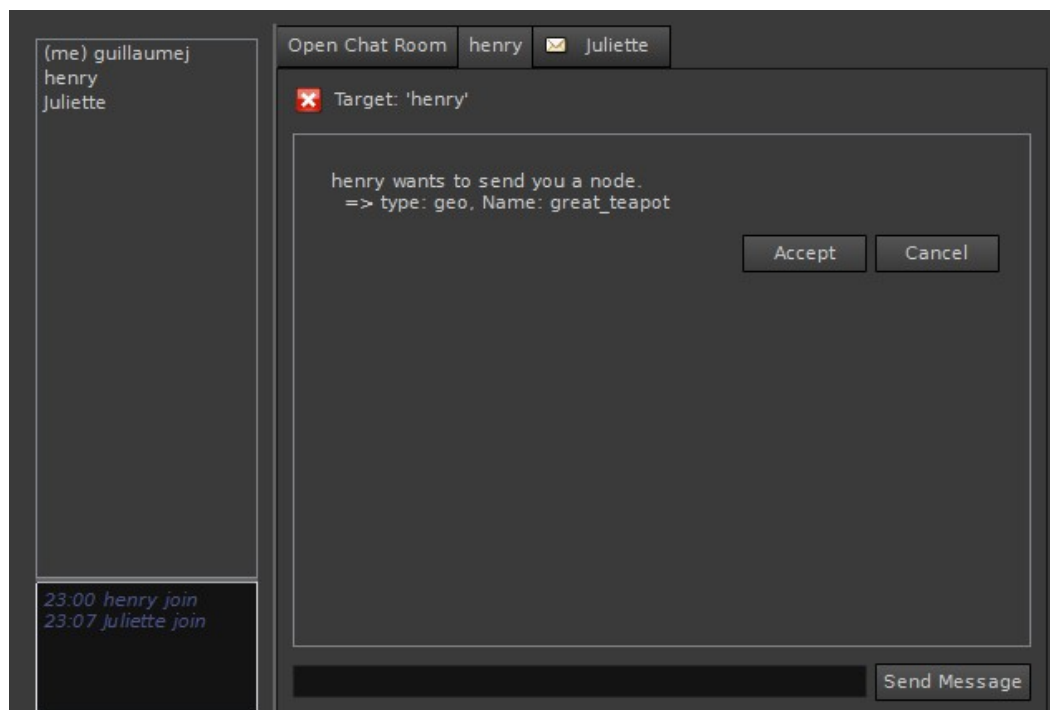 (me) guillaumej
henry
Juliette
23:00 henry join
23:07 Juliette join
Open Chat Room henry Juliette
Target: 'henry'
henry wants to send you a node.
=> type: geo, Name: great_teapot
Accept Cancel
Send Message